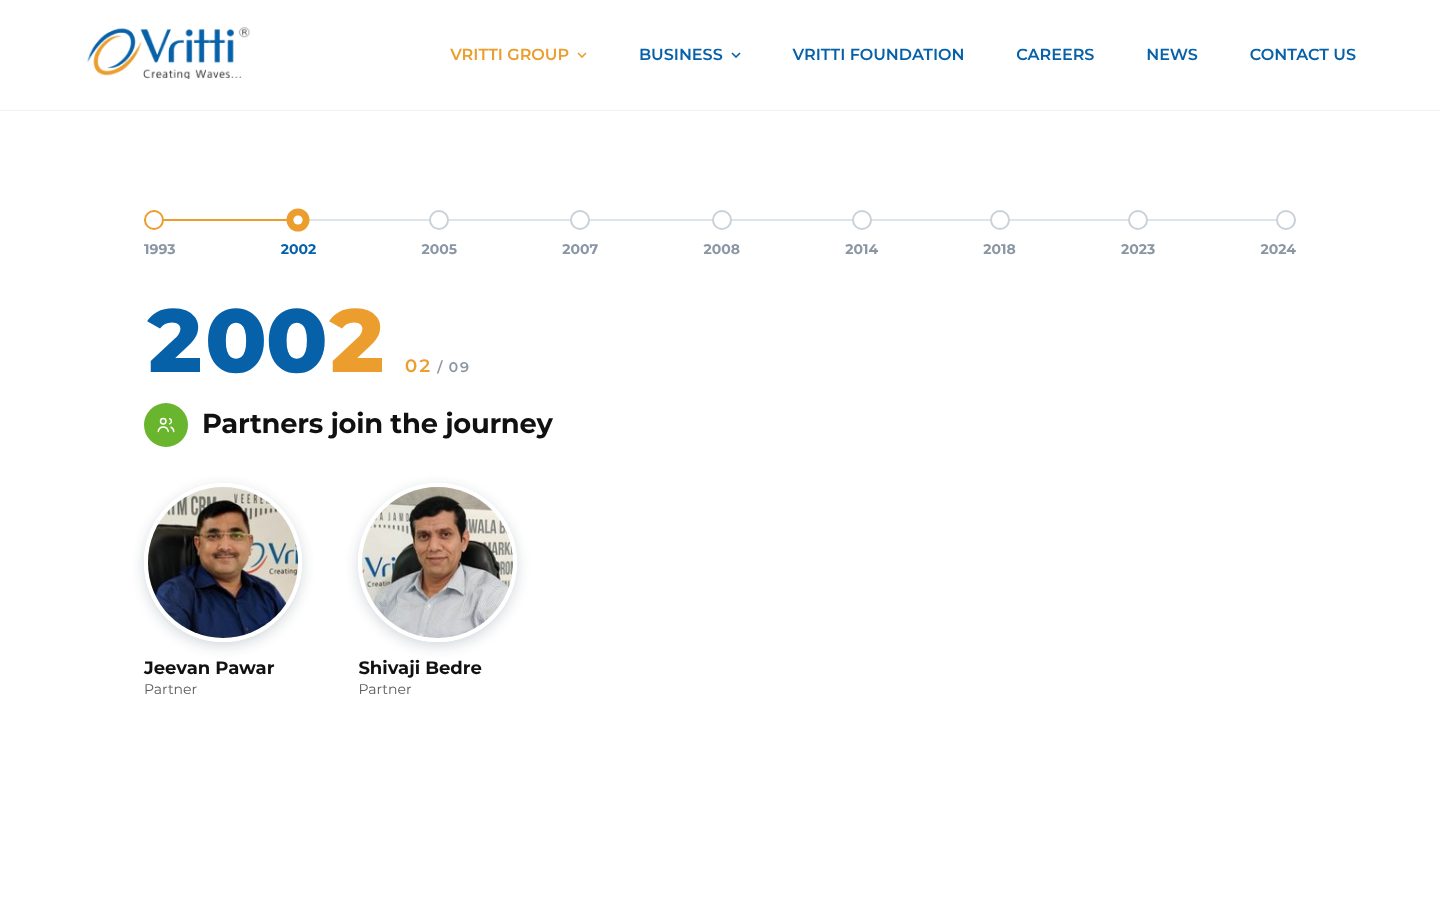 Vritti®
Creating Waves...
VRITTI GROUP
BUSINESS
VRITTI FOUNDATION
CAREERS
NEWS
CONTACT US
1993
2002
2005
2007
2008
2014
2018
2023
2024
2002
02 / 09
Partners join the journey
Jeevan Pawar
Partner
Shivaji Bedre
Partner